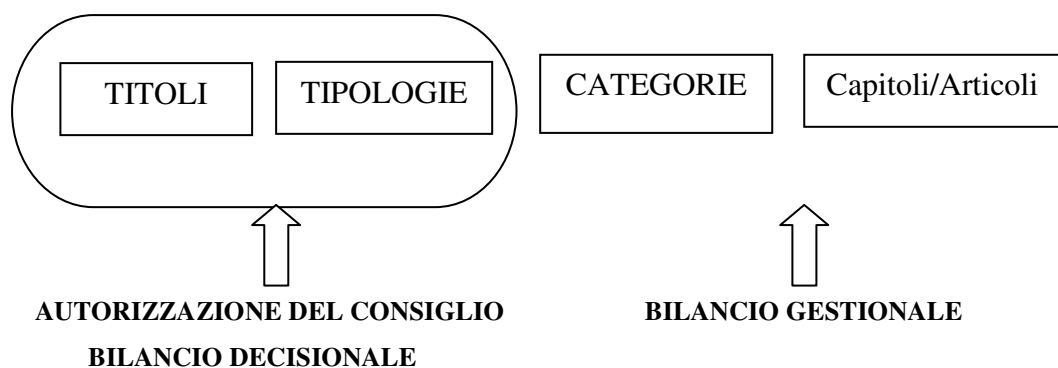 TITOLI
TIPOLOGIE
CATEGORIE
Capitoli/Articoli
AUTORIZZAZIONE DEL CONSIGLIO
BILANCIO DECISIONALE
BILANCIO GESTIONALE